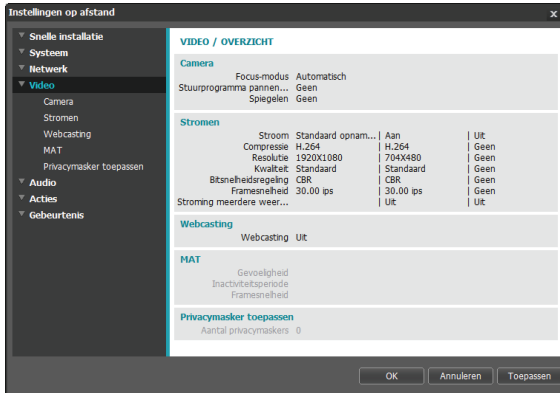 Instellingen op afstand x
Snelle installatie
Systeem
Netwerk
Video
Camera
Stromen
Webcasting
MAT
Privacymasker toepassen
Audio
Acties
Gebeurtenis
VIDEO / OVERZICHT
Camera
Focus-modus Automatisch
Stuurprogramma pannen... Geen
Spiegelen Geen
Stromen
Stroom Standaard opnam... | Aan | Uit
Compressie H.264 | H.264 | Geen
Resolutie 1920X1080 | 704X480 | Geen
Kwaliteit Standaard | Standaard | Geen
Bitsnelheidsregeling CBR | CBR | Geen
Framesnelheid 30.00 ips | 30.00 ips | Geen
Stroming meerdere weer... | Uit | Uit
Webcasting
Webcasting Uit
MAT
Gevoeligheid
Inactiviteitsperiode
Framesnelheid
Privacymasker toepassen
Aantal privacymaskers 0
OK Annuleren Toepassen